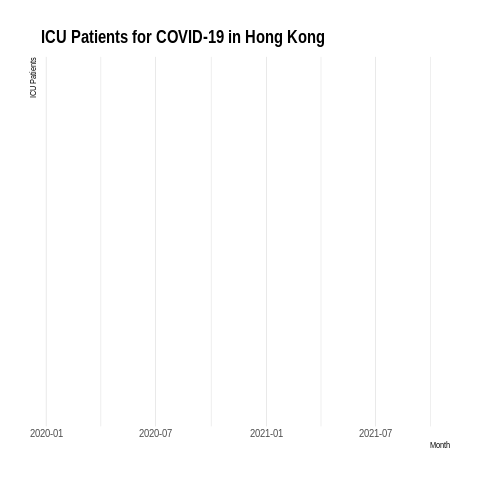 ICU Patients for COVID-19 in Hong Kong
ICU Patients
2020-01 2020-07 2021-01 2021-07
Month